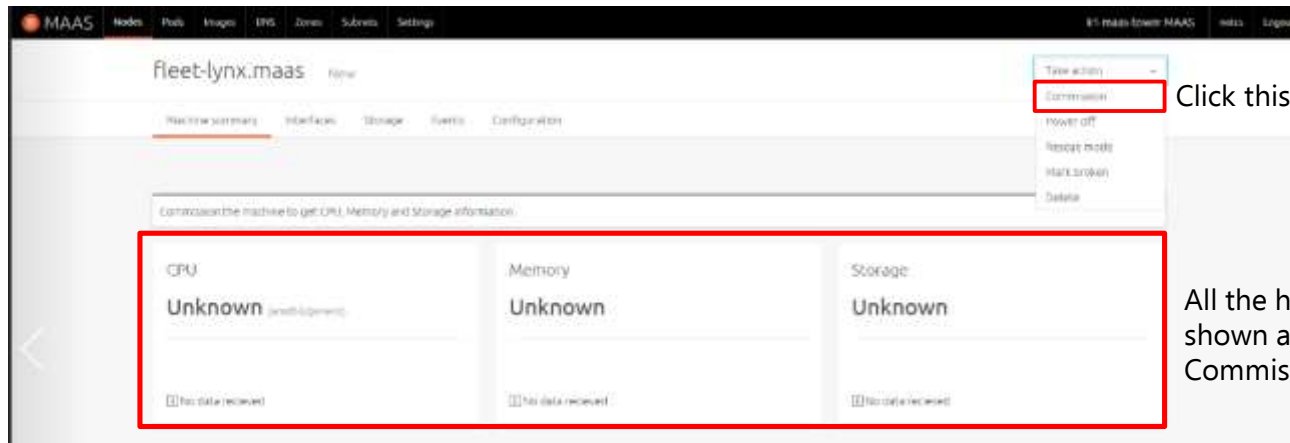 MAAS Nodes Pods Images DNS Zones Subnets Settings MAAS Logou
fleet-lynx.maas New
Take action
Commission
Click this
Machine summary Interfaces Storage Events Configuration
Power off
Rescue mode
Mark broken
Delete
Commission the machine to get CPU, Memory and Storage information.
CPU Memory Storage
Unknown Unknown Unknown
All the h
shown a
Commis
No data recieved No data recieved No data recieved